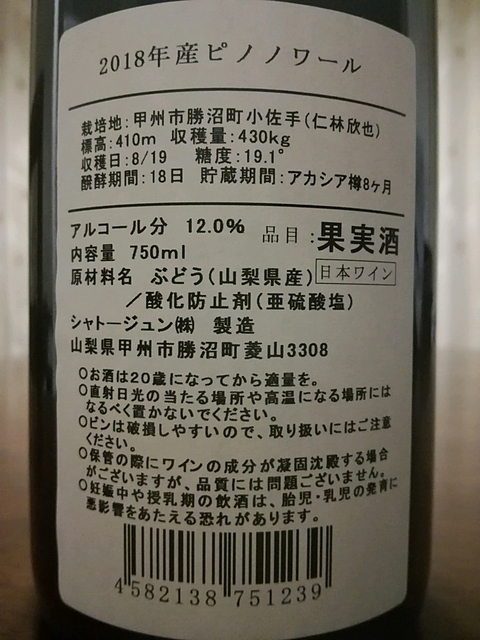 2018年産ピノノワール
栽培地:甲州市勝沼町小佐手(仁林欣也)
標高:410m 収穫量:430kg
収穫日:8/19 糖度:19.1°
醗酵期間:18日 貯蔵期間:アカシア樽8ヶ月
アルコール分 12.0% 品目:果実酒
内容量 750ml
原材料名 ぶどう(山梨県産) 日本ワイン
/酸化防止剤(亜硫酸塩)
シャトージュン㈱ 製造
山梨県甲州市勝沼町菱山3308
○お酒は20歳になってから適量を。
○直射日光の当たる場所や高温になる場所には
なるべく置かないでください。
○ビンは破損しやすいので、取り扱いにはご注意
ください。
○保管の際にワインの成分が凝固沈殿する場合
がございますが、品質には問題ございません。
○妊娠中や授乳期の飲酒は、胎児・乳児の発育に
悪影響をあたえる恐れがあります。
4 582138 751239